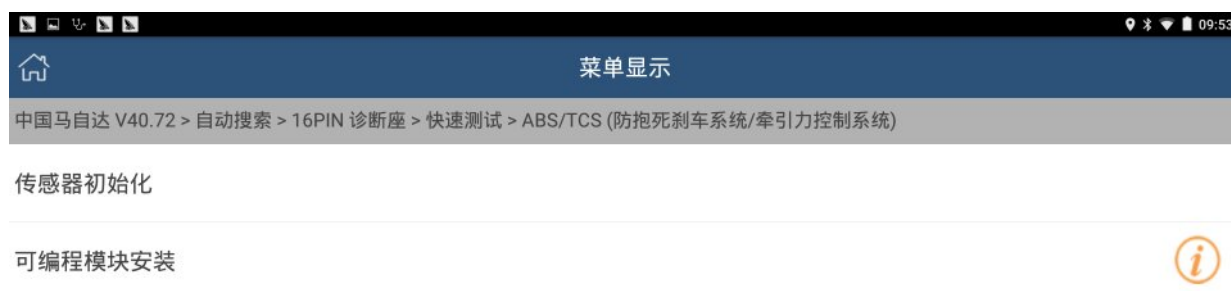 09:53
菜单显示
中国马自达 V40.72 > 自动搜索 > 16PIN 诊断座 > 快速测试 > ABS/TCS (防抱死刹车系统/牵引力控制系统)
传感器初始化
可编程模块安装